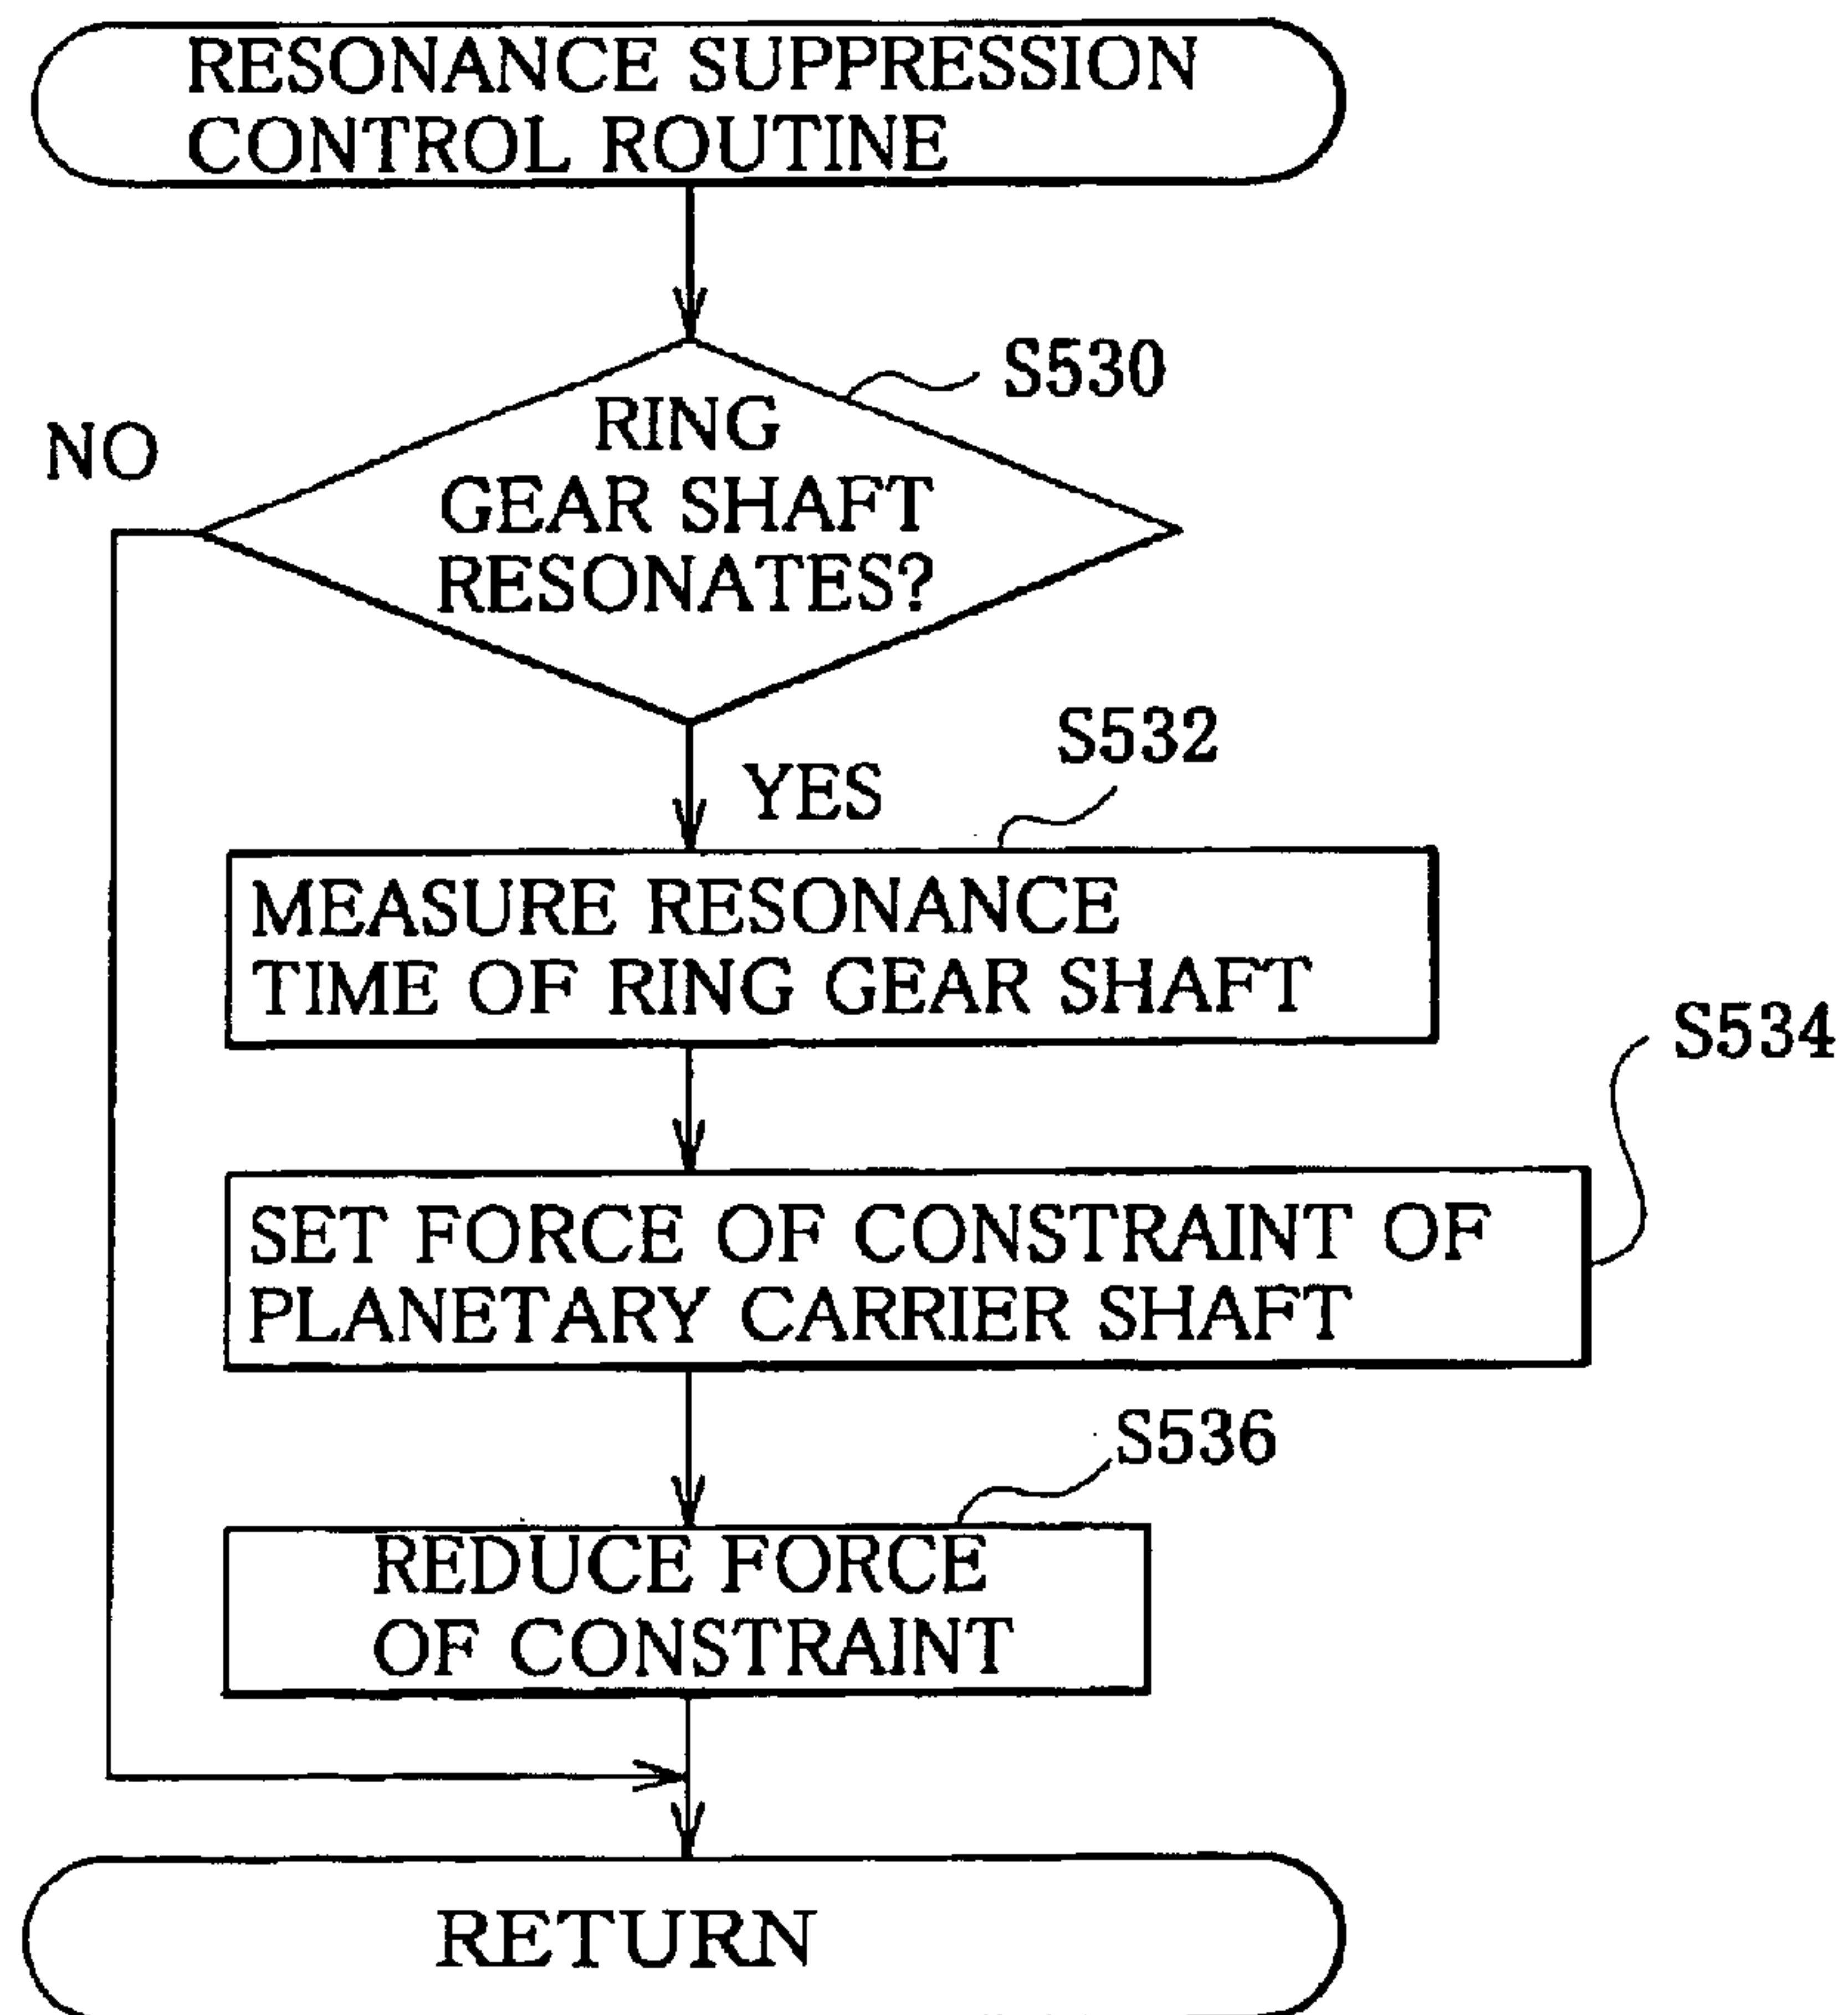 RESONANCE SUPPRESSION
CONTROL ROUTINE
S530
RING
GEAR SHAFT
RESONATES?
NO
YES
S532
MEASURE RESONANCE
TIME OF RING GEAR SHAFT
S534
SET FORCE OF CONSTRAINT OF
PLANETARY CARRIER SHAFT
S536
REDUCE FORCE
OF CONSTRAINT
RETURN